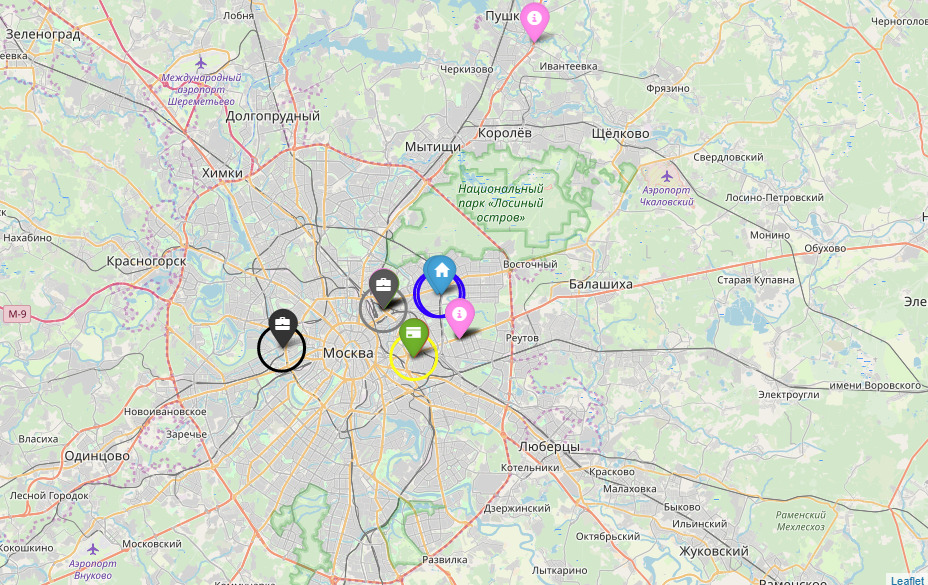 Лобня
Пушк
Черноголов
Зеленоград
еевка
Ивантеевка
Черкизово
Международный
аэропорт
Шереметьево
Фрязино
Долгопрудный
Королёв
Щёлково
Мытищи
Свердловский
Химки
Национальный
парк «Лосиный
остров»
Аэропорт
Чкаловский
Лосино-Петровский
ск
Нахабино
Монино
Обухово
Красногорск
Восточный
Балашиха
Старая Купавна
Эле
М-9
Москва
Реутов
имени Воровского
Электроугли
Новоивановское
Заречье
Власиха
Одинцово
Люберцы
Котельники
Красково
Малаховка
Лесной Городок
Дзержинский
Быково
Ильинский
Раменский
Мехлесхоз
Октябрьский
Кокошкино
Московский
Жуковский
Аэропорт
Внуково
Развилка
Лыткарино
Раменское
Leaflet